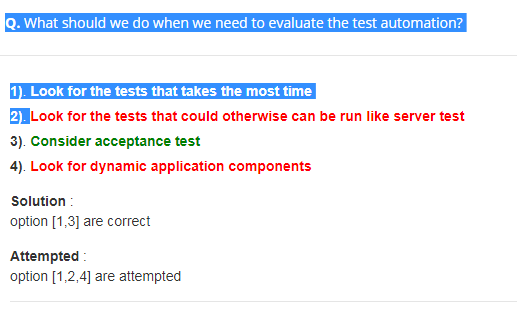 Q. What should we do when we need to evaluate the test automation?
1). Look for the tests that takes the most time
2). Look for the tests that could otherwise can be run like server test
3). Consider acceptance test
4). Look for dynamic application components
Solution :
option [1,3] are correct
Attempted :
option [1,2,4] are attempted